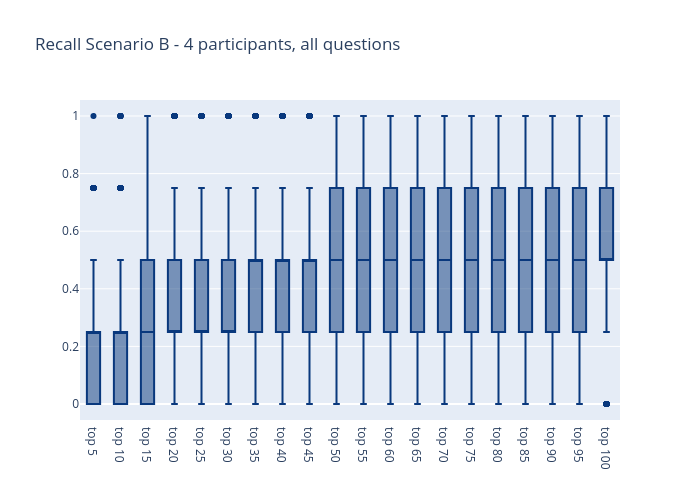 Recall Scenario B - 4 participants, all questions
1
0.8
0.6
0.4
0.2
0
top 5
top 10
top 15
top 20
top 25
top 30
top 35
top 40
top 45
top 50
top 55
top 60
top 65
top 70
top 75
top 80
top 85
top 90
top 95
top 100